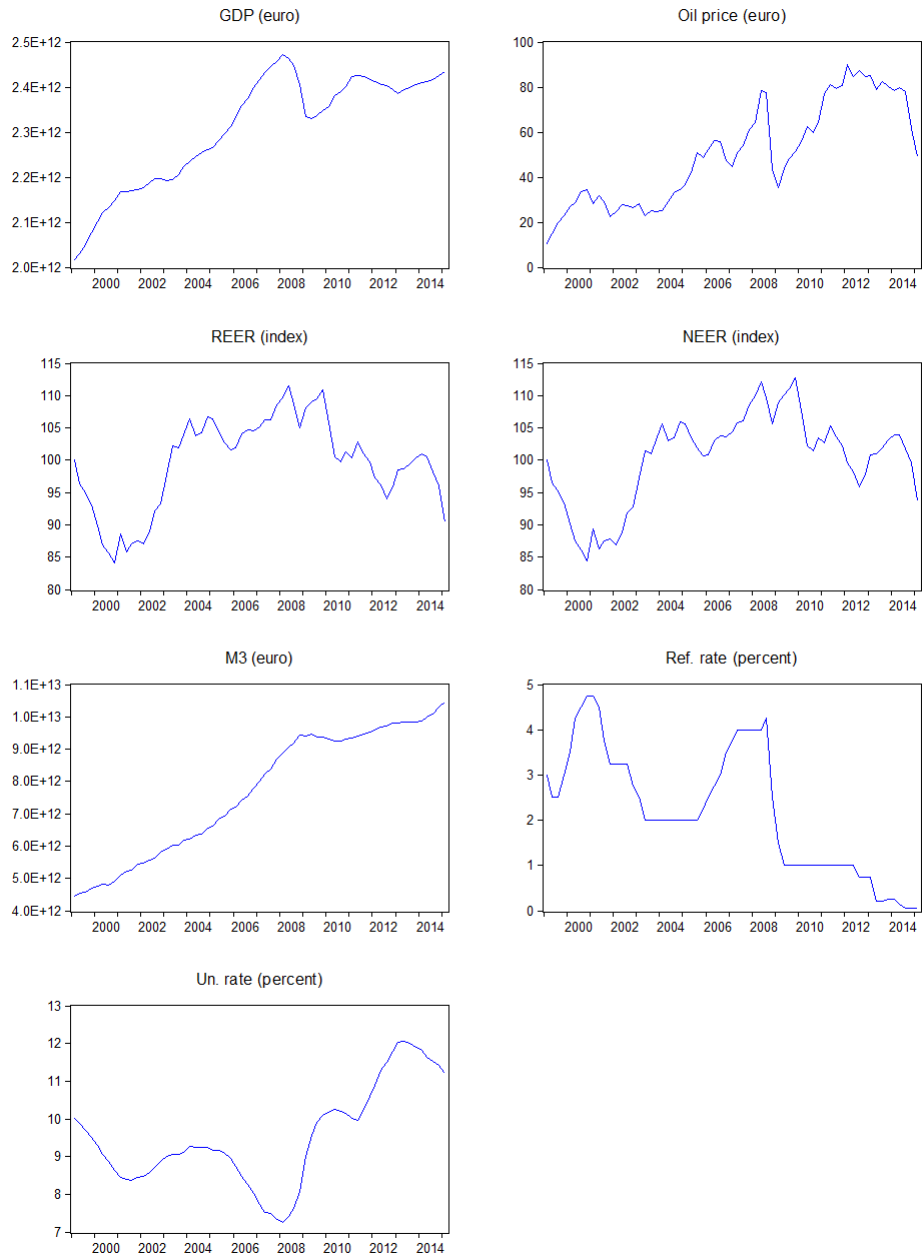 GDP (euro)
2.5E+12
2.4E+12
2.3E+12
2.2E+12
2.1E+12
2.0E+12
2000 2002 2004 2006 2008 2010 2012 2014
Oil price (euro)
100
80
60
40
20
0
2000 2002 2004 2006 2008 2010 2012 2014
REER (index)
115
110
105
100
95
90
85
80
2000 2002 2004 2006 2008 2010 2012 2014
NEER (index)
115
110
105
100
95
90
85
80
2000 2002 2004 2006 2008 2010 2012 2014
M3 (euro)
1.1E+13
1.0E+13
9.0E+12
8.0E+12
7.0E+12
6.0E+12
5.0E+12
4.0E+12
2000 2002 2004 2006 2008 2010 2012 2014
Ref. rate (percent)
5
4
3
2
1
0
2000 2002 2004 2006 2008 2010 2012 2014
Un. rate (percent)
13
12
11
10
9
8
7
2000 2002 2004 2006 2008 2010 2012 2014